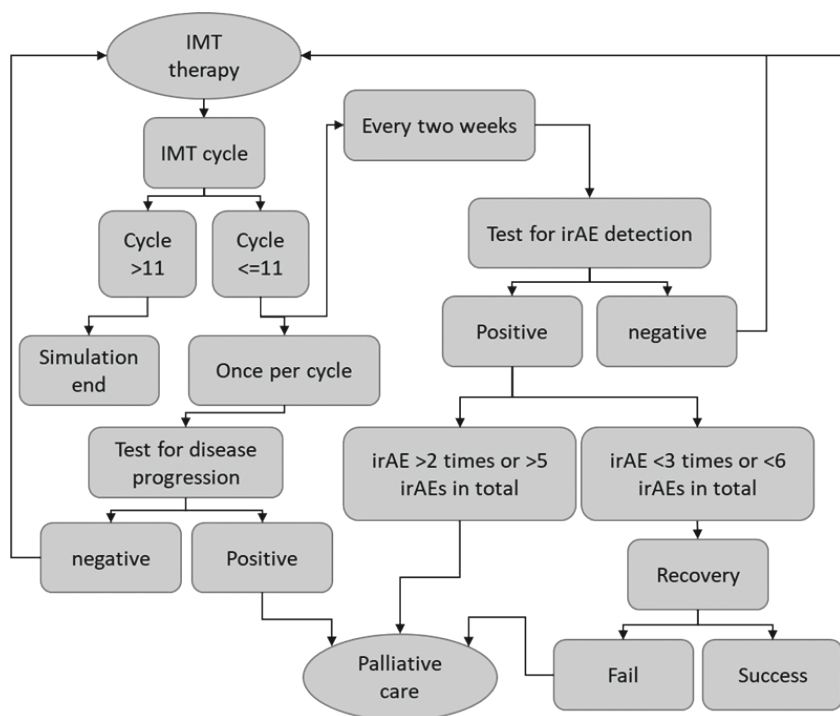 IMT
therapy
IMT cycle
Every two weeks
Cycle
>11
Cycle
<=11
Test for irAE detection
Simulation
end
Once per cycle
Positive
negative
Test for disease
progression
irAE >2 times or >5
irAEs in total
irAE <3 times or <6
irAEs in total
negative
Positive
Recovery
Palliative
care
Fail
Success